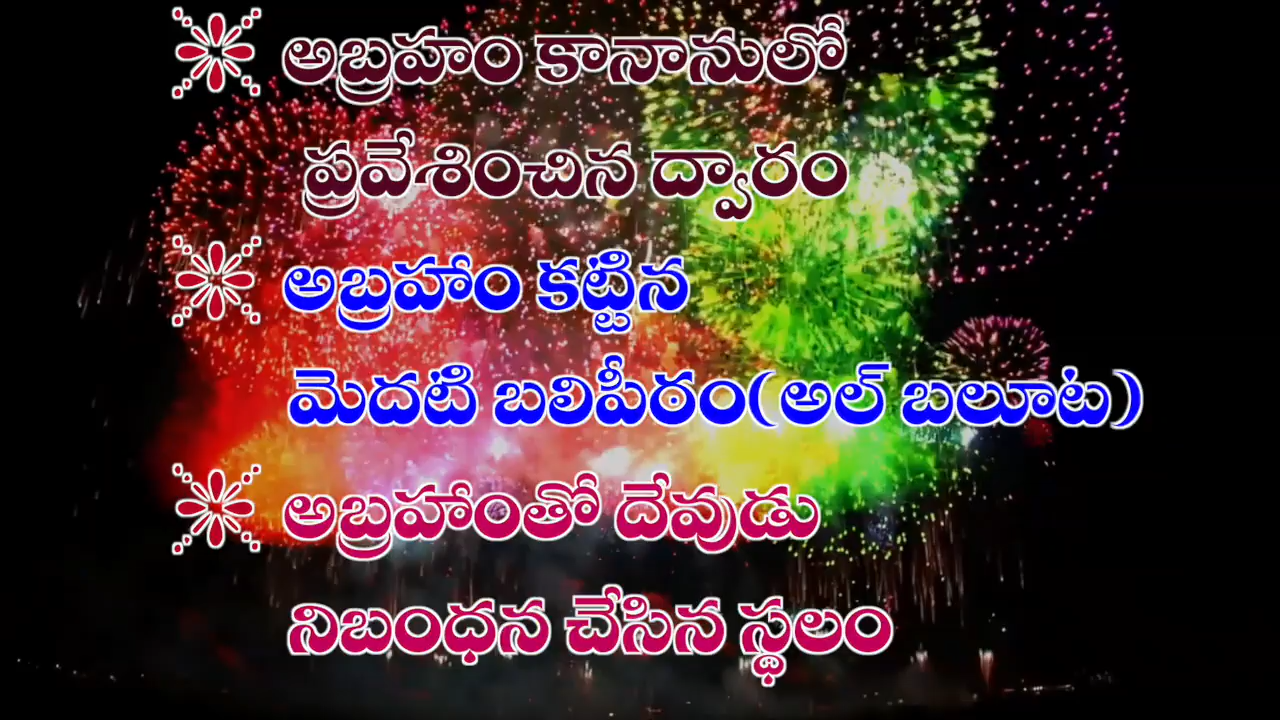 అబ్రహం కానానులో
ప్రవేశించిన ద్వారం
అబ్రహాం కట్టిన
మెదటి బలిపీఠం(అల్ బలూట)
అబ్రహాంతో దేవుడు
నిబంధన చేసిన స్థలం